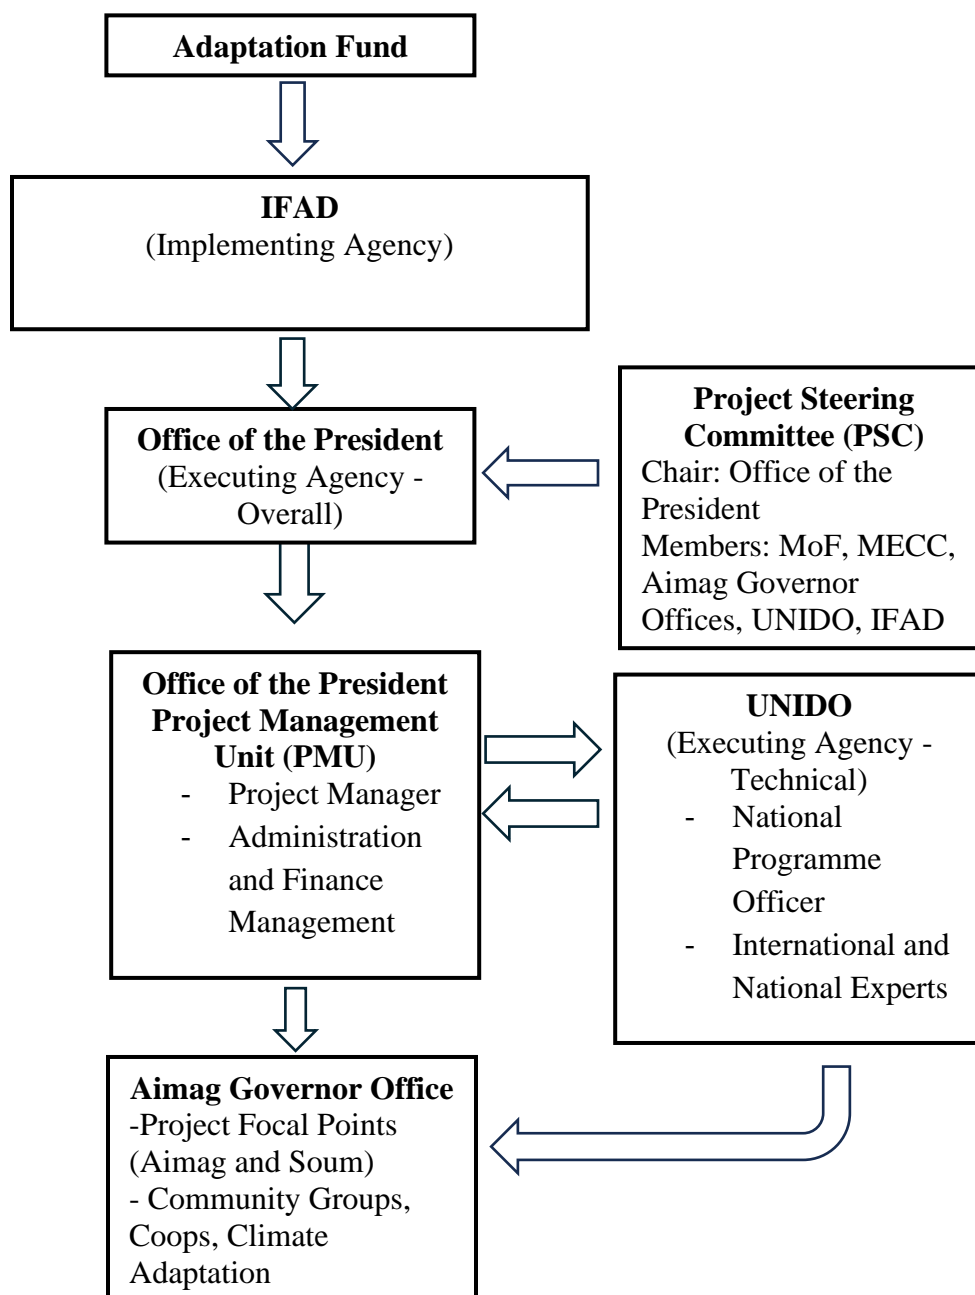 Adaptation Fund
IFAD
(Implementing Agency)
Office of the President
(Executing Agency -
Overall)
Project Steering
Committee (PSC)
Chair: Office of the
President
Members: MoF, MECC,
Aimag Governor
Offices, UNIDO, IFAD
Office of the President
Project Management
Unit (PMU)
- Project Manager
- Administration
and Finance
Management
UNIDO
(Executing Agency -
Technical)
- National
Programme
Officer
- International and
National Experts
Aimag Governor Office
-Project Focal Points
(Aimag and Soum)
- Community Groups,
Coops, Climate
Adaptation